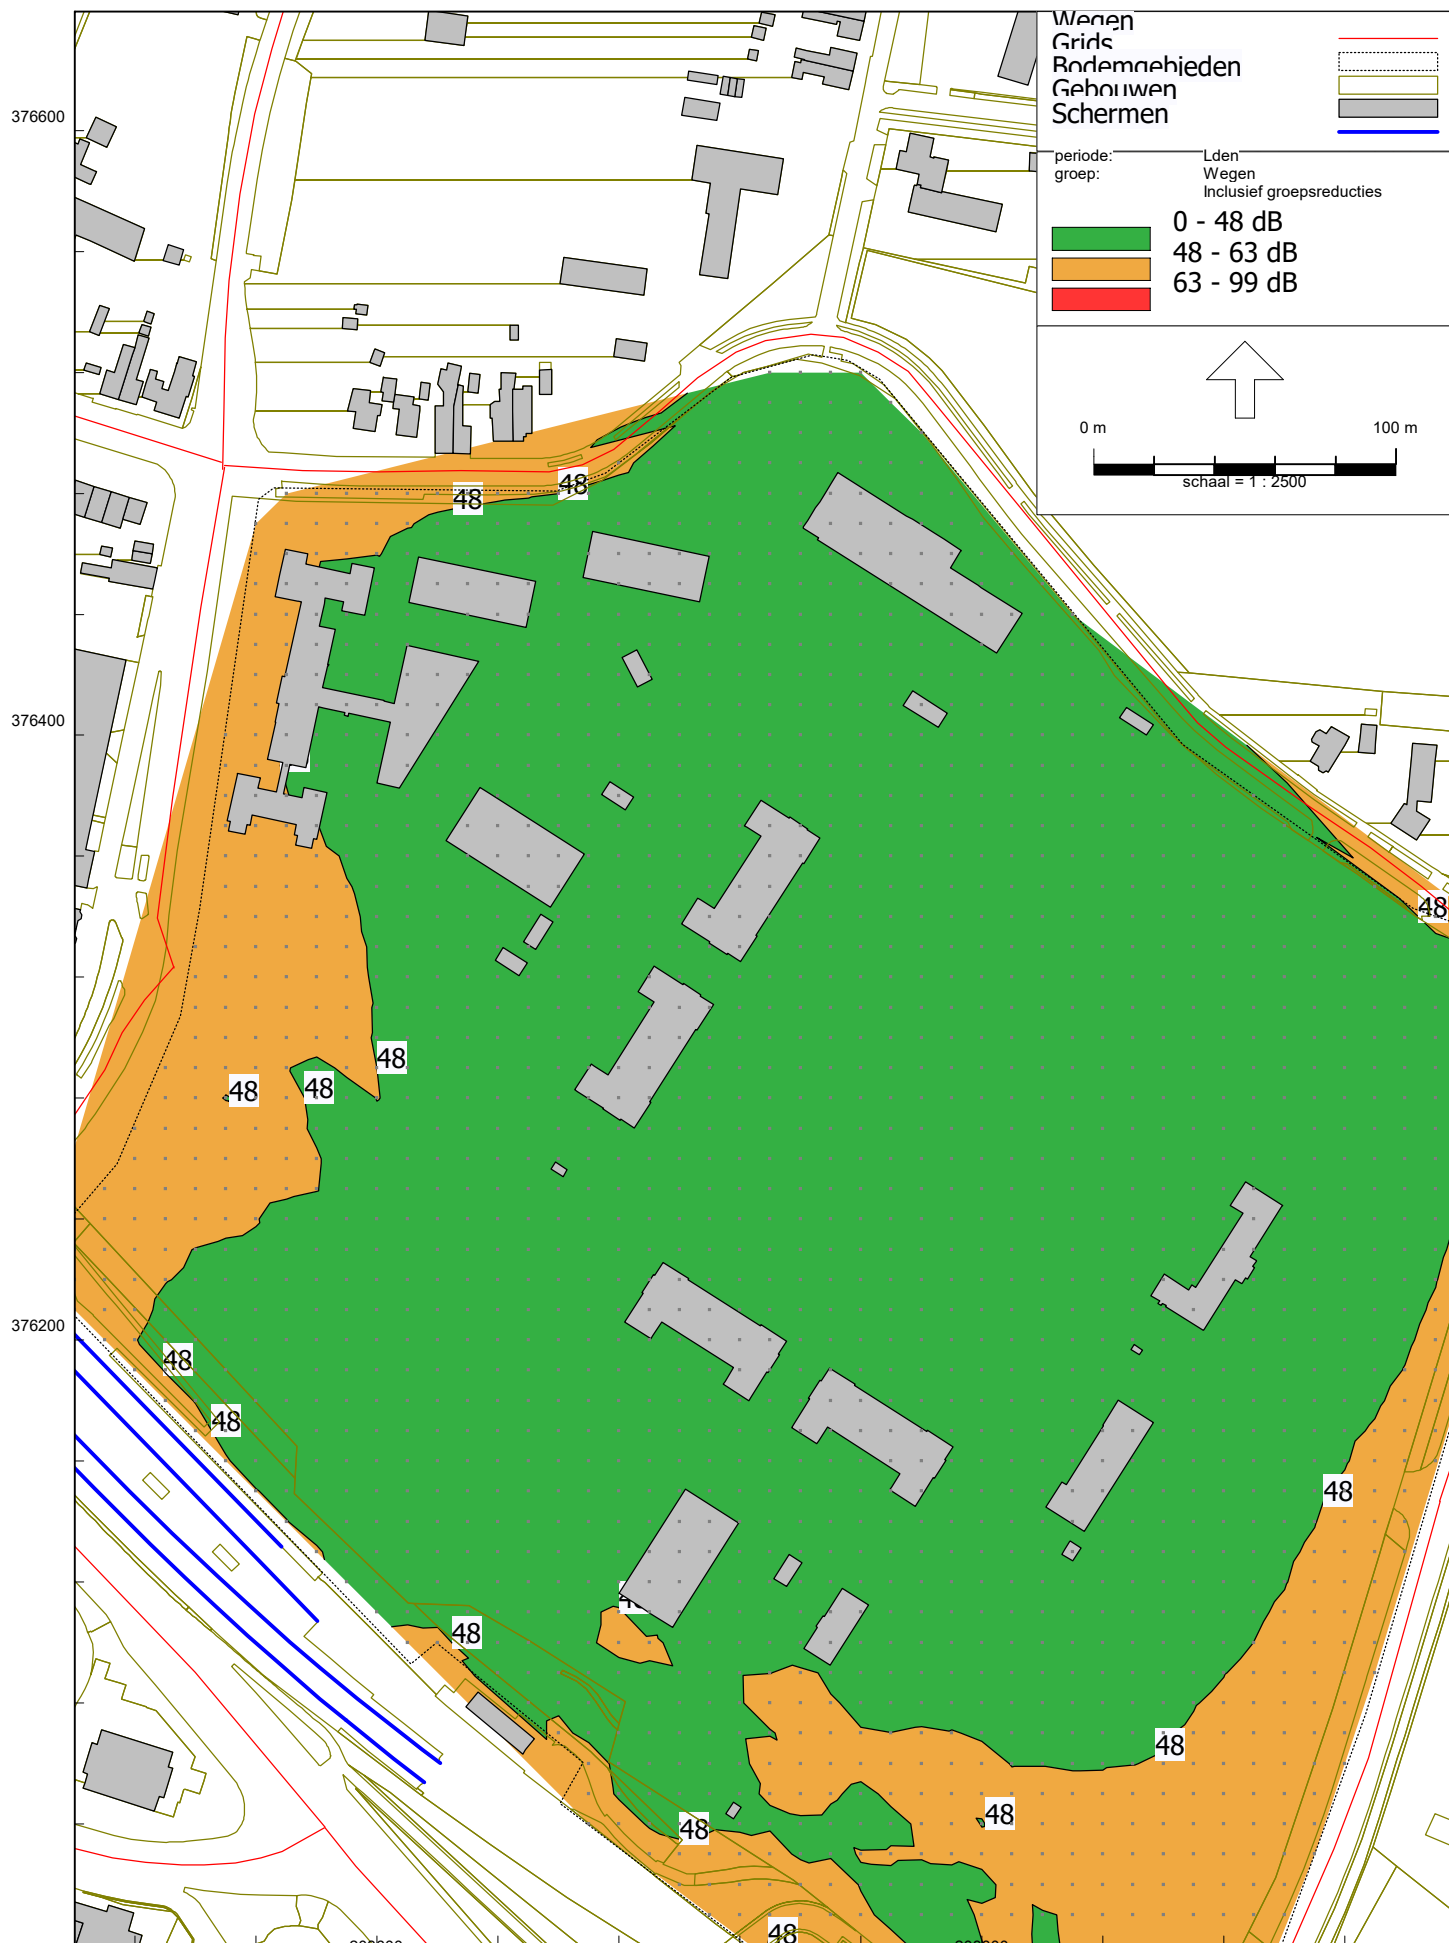 Wegen
Grids
Bodemgebieden
Gebouwen
Schermen
periode: Lden
groep: Wegen
Inclusief groepsreducties
0 - 48 dB
48 - 63 dB
63 - 99 dB
0 m 100 m
schaal = 1 : 2500
376600
48
48
376400
48
48
48
48
376200
48
48
48
48
48
48
48
48